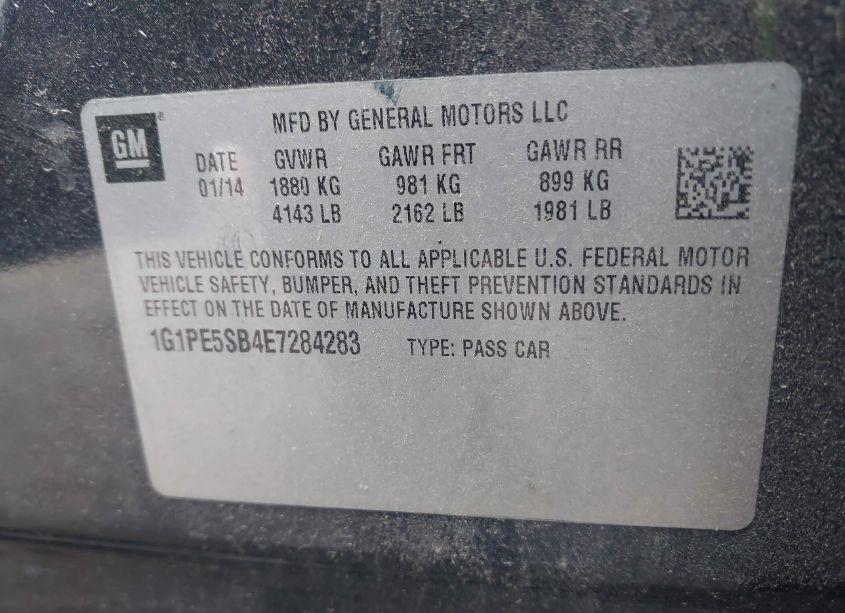 GM
MFD BY GENERAL MOTORS LLC
DATE GVWR GAWR FRT GAWR RR
01/14 1880 KG 981 KG 899 KG
4143 LB 2162 LB 1981 LB
THIS VEHICLE CONFORMS TO ALL APPLICABLE U.S. FEDERAL MOTOR
VEHICLE SAFETY, BUMPER, AND THEFT PREVENTION STANDARDS IN
EFFECT ON THE DATE OF MANUFACTURE SHOWN ABOVE.
1G1PE5SB4E7284283 TYPE: PASS CAR